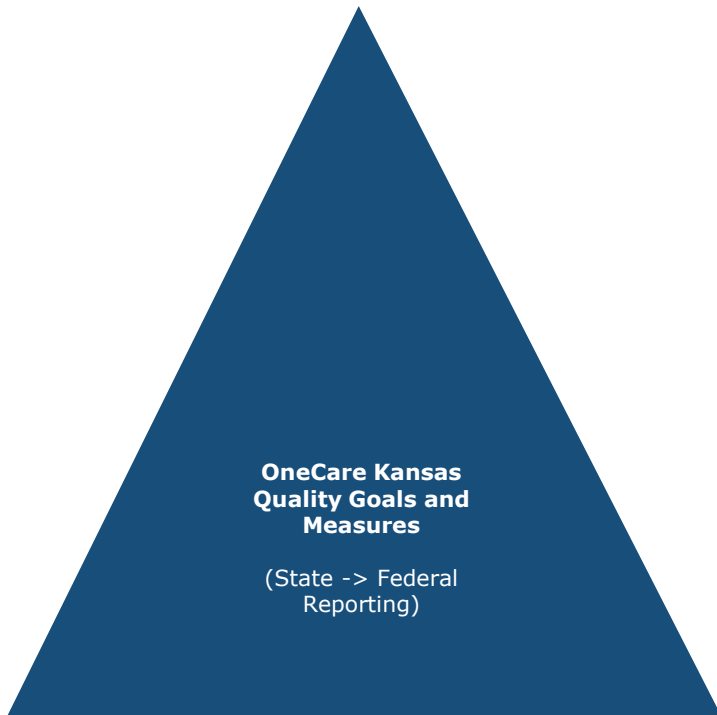 OneCare Kansas
Quality Goals and
Measures
(State -> Federal
Reporting)